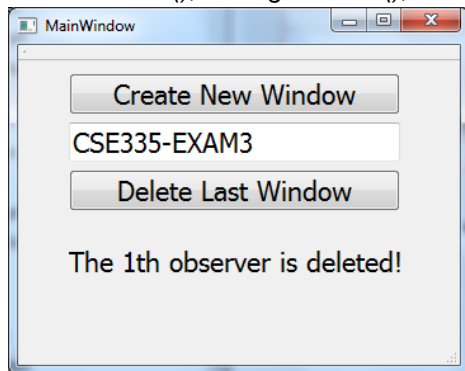 MainWindow
Create New Window
CSE335-EXAM3
Delete Last Window
The 1th observer is deleted!